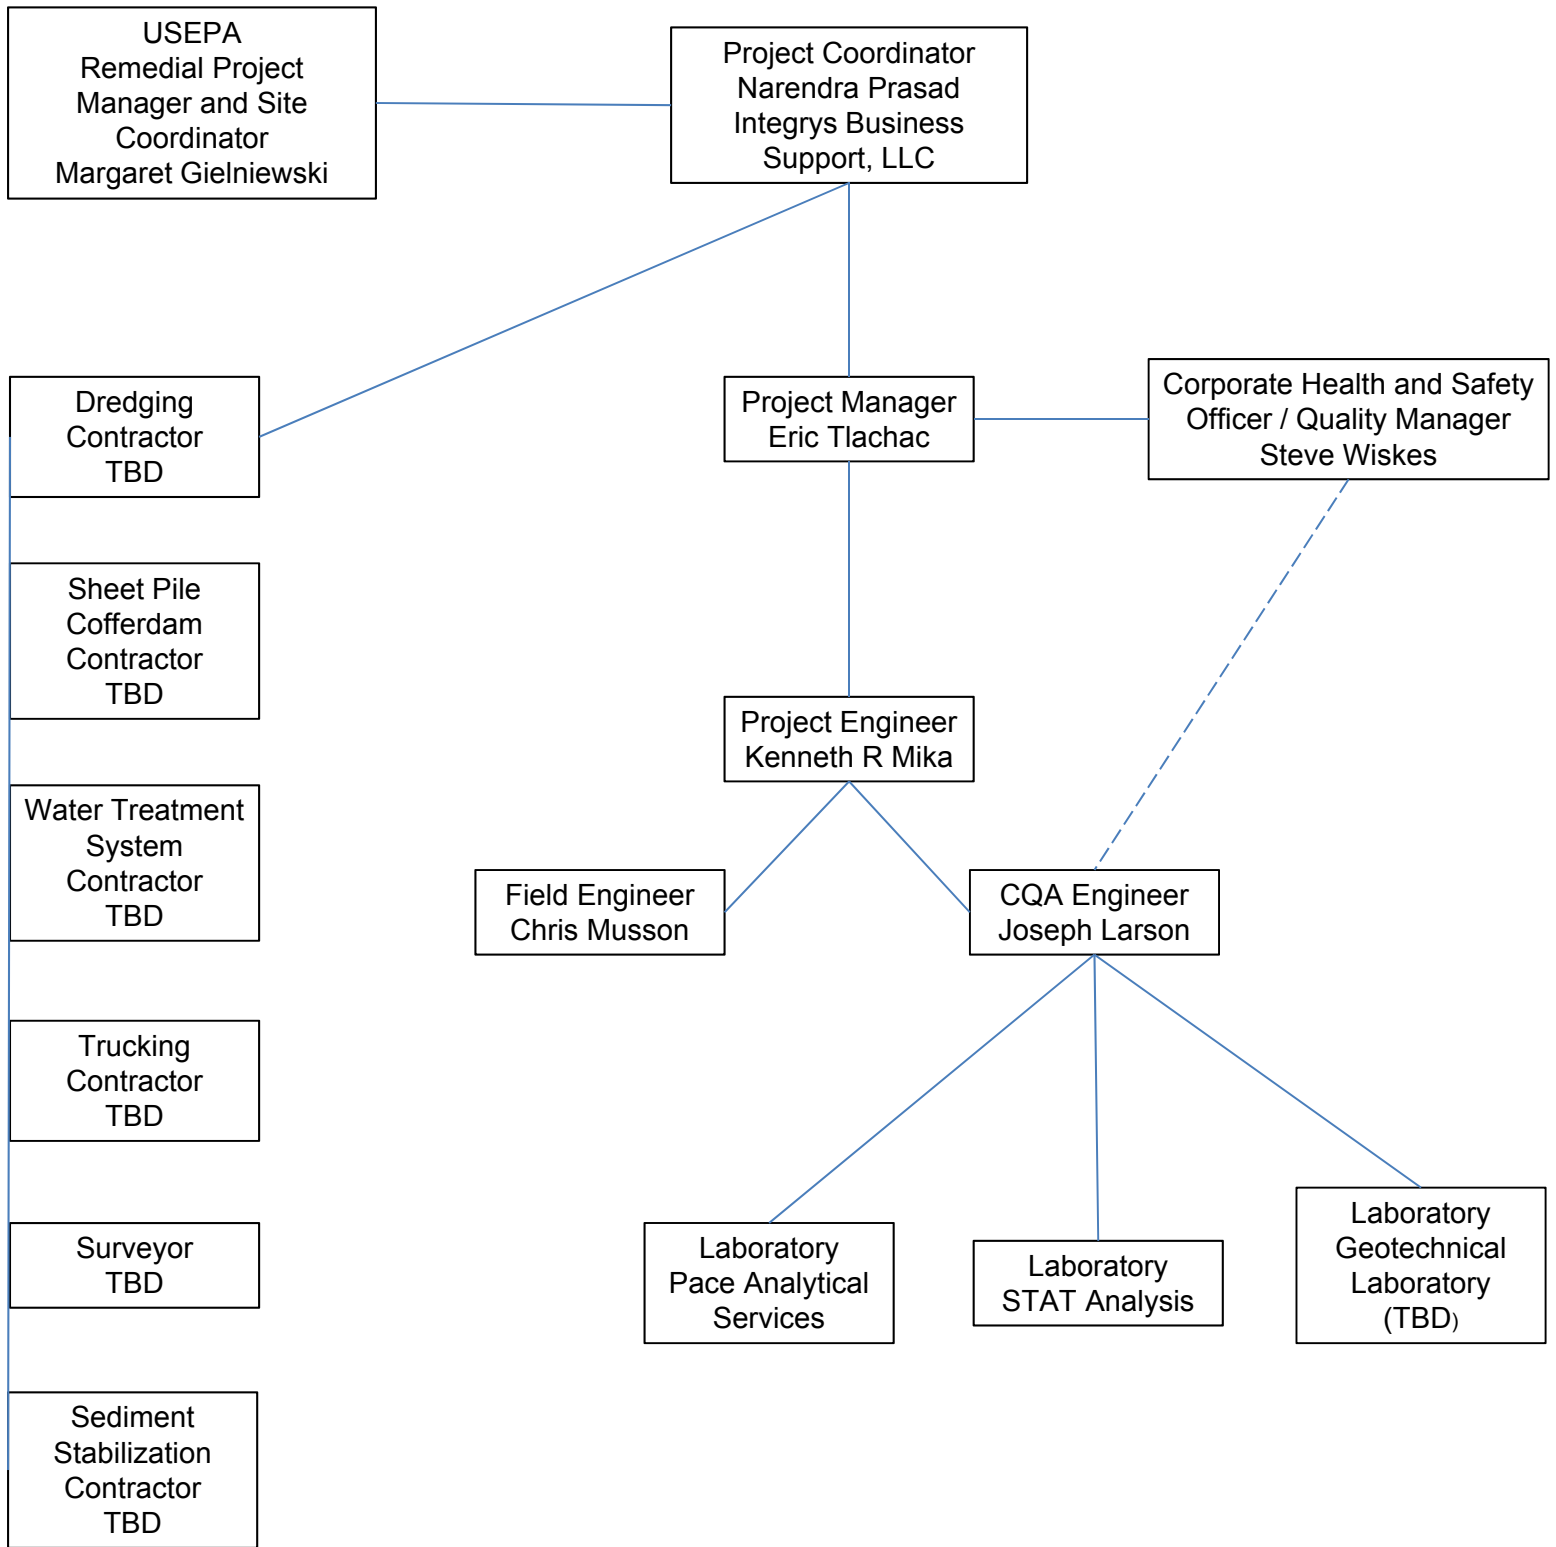 USEPA
Remedial Project
Manager and Site
Coordinator
Margaret Gielniewski
Project Coordinator
Narendra Prasad
Integrys Business
Support, LLC
Dredging
Contractor
TBD
Project Manager
Eric Tlachac
Corporate Health and Safety
Officer / Quality Manager
Steve Wiskes
Sheet Pile
Cofferdam
Contractor
TBD
Project Engineer
Kenneth R Mika
Water Treatment
System
Contractor
TBD
Field Engineer
Chris Musson
CQA Engineer
Joseph Larson
Trucking
Contractor
TBD
Surveyor
TBD
Laboratory
Pace Analytical
Services
Laboratory
STAT Analysis
Laboratory
Geotechnical
Laboratory
(TBD)
Sediment
Stabilization
Contractor
TBD